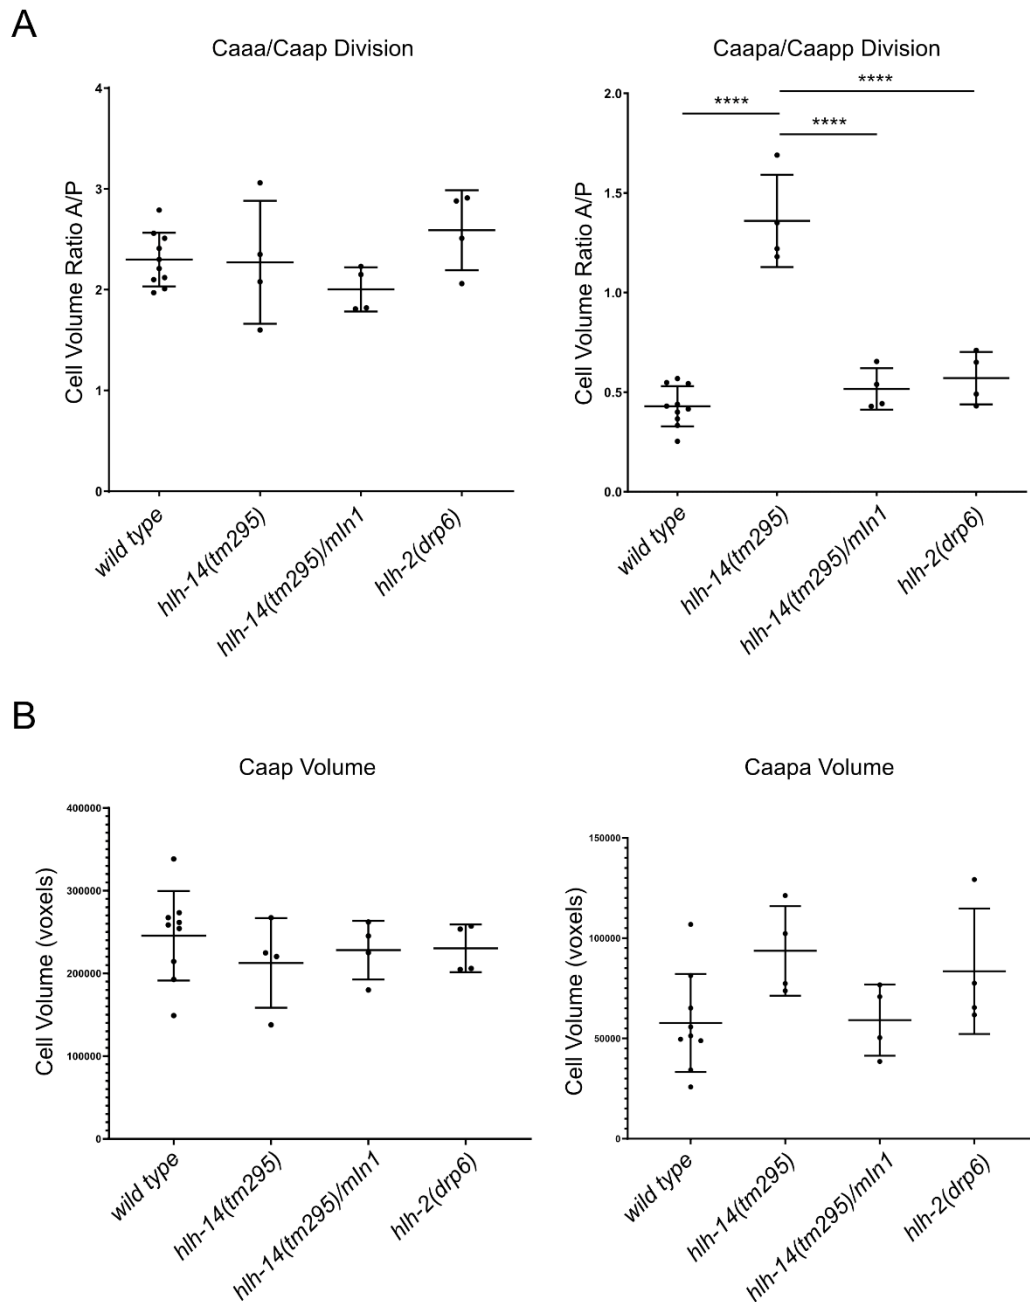 A
Caaa/Caap Division
Cell Volume Ratio A/P
4
3
2
1
0
wild type
hlh-14(tm295)
hlh-14(tm295)/mIn1
hlh-2(drp6)
Caapa/Caapp Division
Cell Volume Ratio A/P
2.0
1.5
1.0
0.5
0.0
****
****
****
wild type
hlh-14(tm295)
hlh-14(tm295)/mIn1
hlh-2(drp6)
B
Caap Volume
Cell Volume (voxels)
400000
300000
200000
100000
0
wild type
hlh-14(tm295)
hlh-14(tm295)/mIn1
hlh-2(drp6)
Caapa Volume
Cell Volume (voxels)
150000
100000
50000
0
wild type
hlh-14(tm295)
hlh-14(tm295)/mIn1
hlh-2(drp6)